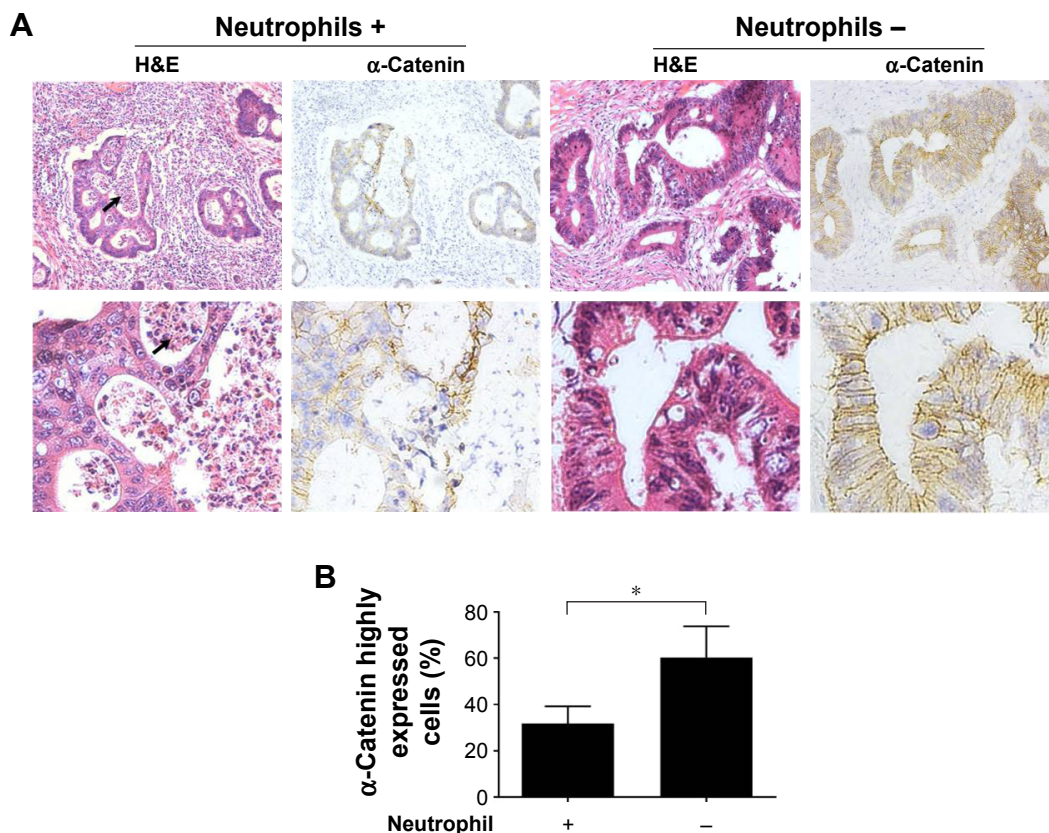 A
Neutrophils +
Neutrophils –
H&E
α-Catenin
H&E
α-Catenin
B
α-Catenin highly
expressed
cells (%)
80
60
40
20
0
*
Neutrophil
+
–